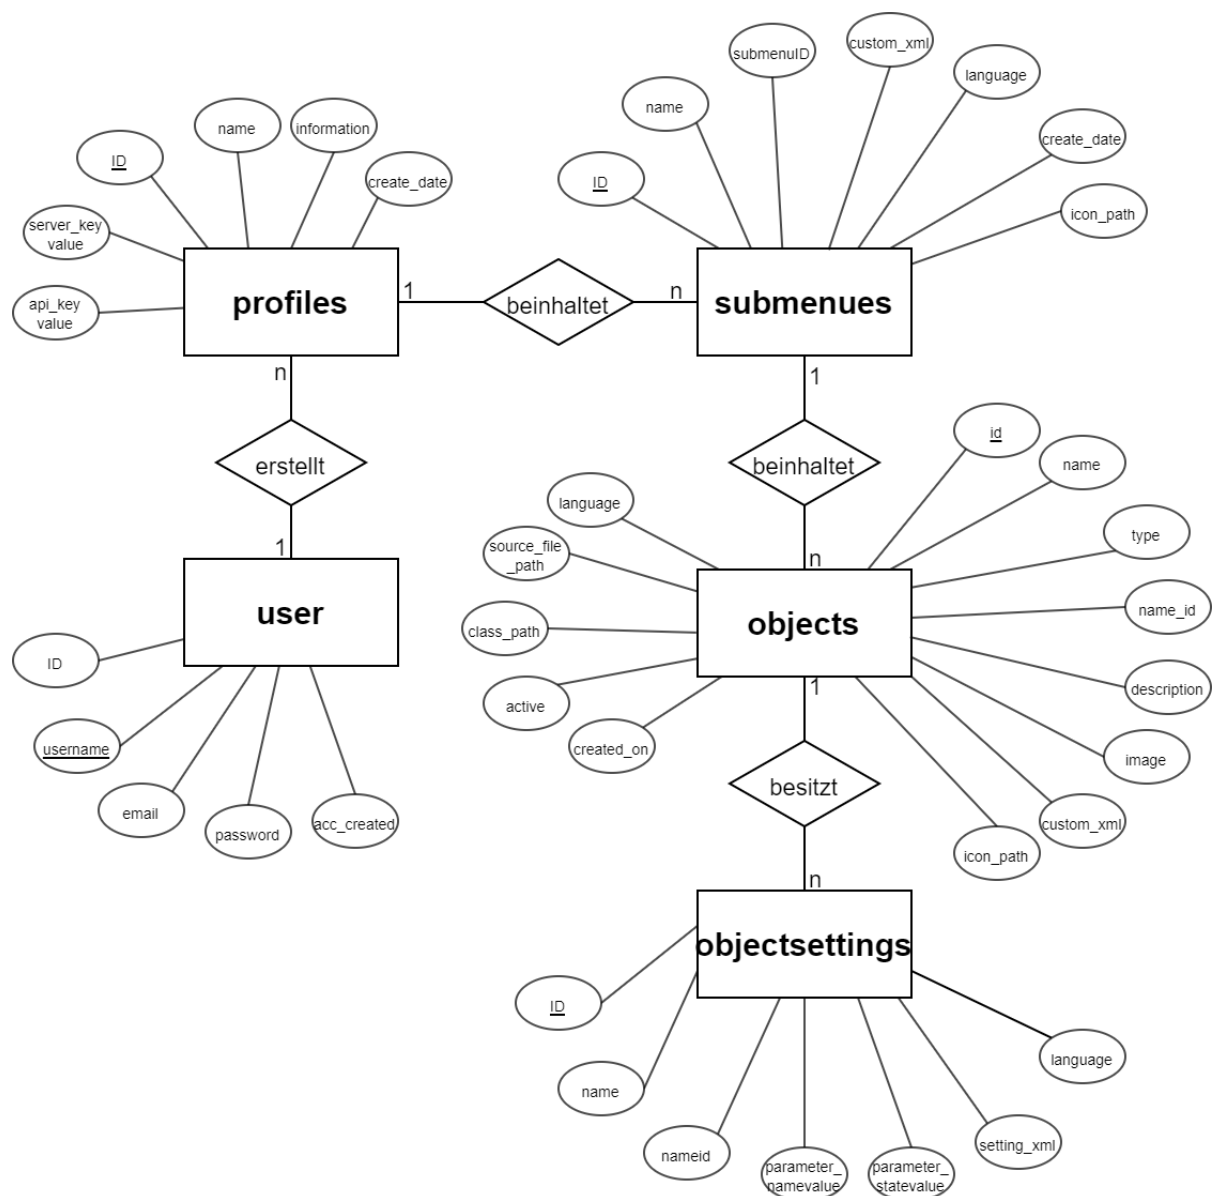 custom_xml
submenuID
language
name
create_date
ID
icon_path
name
information
ID
create_date
server_key
value
api_key
value
profiles
1
beinhaltet
n
submenues
n
erstellt
1
user
ID
username
email
password
acc_created
1
beinhaltet
n
objects
id
name
type
name_id
description
image
custom_xml
icon_path
language
source_file
_path
class_path
active
created_on
1
besitzt
n
objectsettings
ID
name
nameid
parameter_
namevalue
parameter_
statevalue
setting_xml
language